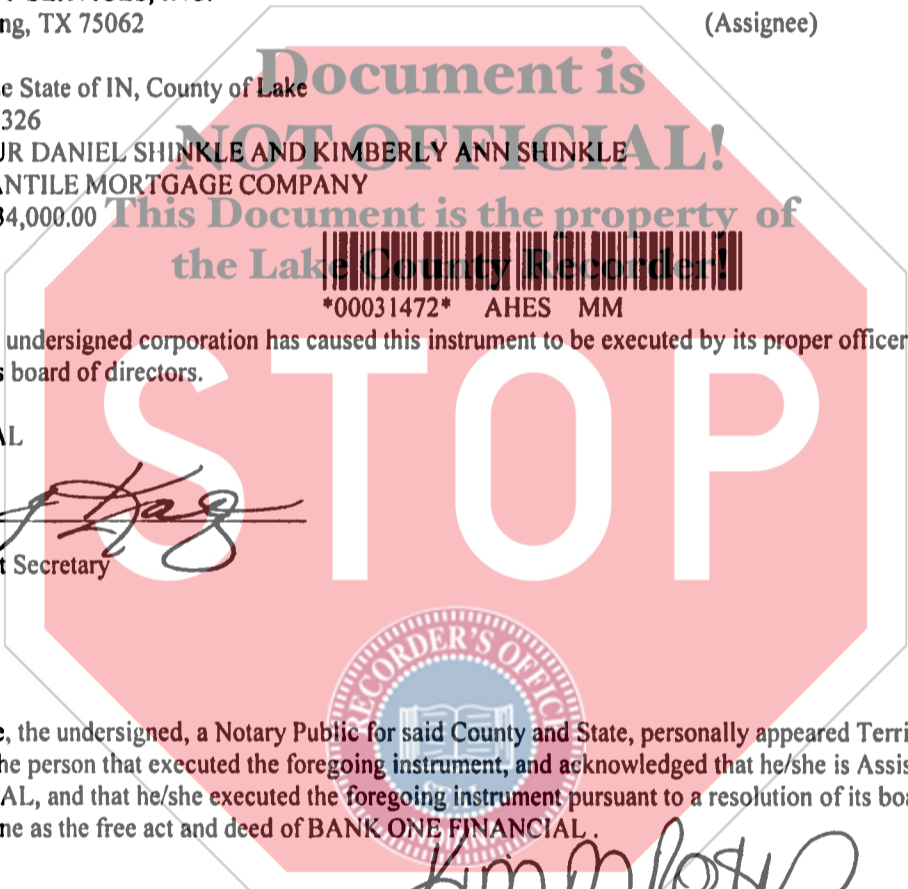 SERVICES, INC.
ng, TX 75062 (Assignee)
Document is
e State of IN, County of Lake
326
NOT OFFICIAL!
UR DANIEL SHINKLE AND KIMBERLY ANN SHINKLE
ANTILE MORTGAGE COMPANY
34,000.00 This Document is the property of
the Lake County Recorder!
*00031472* AHES MM
undersigned corporation has caused this instrument to be executed by its proper officer
s board of directors.
AL
STOP
t Secretary
RECORDER'S OFFICE
e, the undersigned, a Notary Public for said County and State, personally appeared Terri
he person that executed the foregoing instrument, and acknowledged that he/she is Assis
AL, and that he/she executed the foregoing instrument pursuant to a resolution of its boa
ne as the free act and deed of BANK ONE FINANCIAL .
Kim M